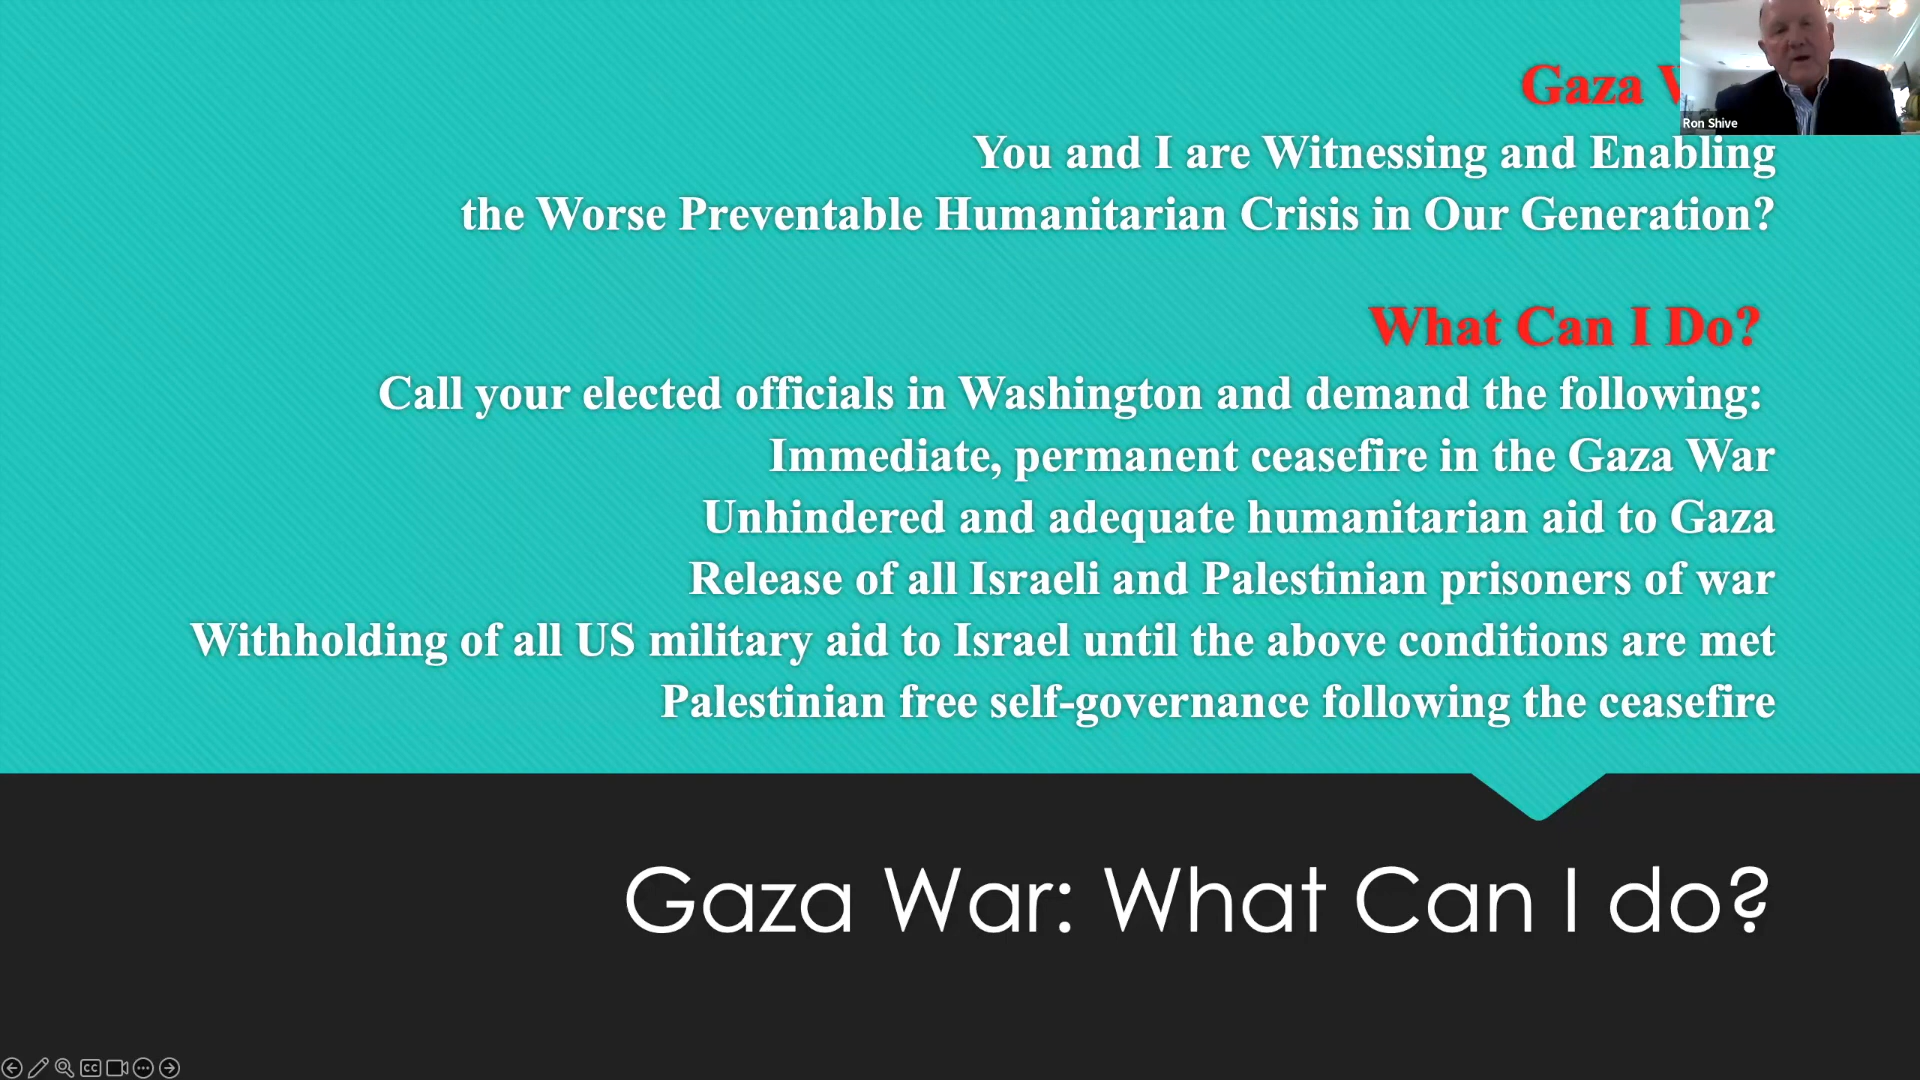 Gaza
Ron Shive
You and I are Witnessing and Enabling
the Worse Preventable Humanitarian Crisis in Our Generation?
What Can I Do?
Call your elected officials in Washington and demand the following:
Immediate, permanent ceasefire in the Gaza War
Unhindered and adequate humanitarian aid to Gaza
Release of all Israeli and Palestinian prisoners of war
Withholding of all US military aid to Israel until the above conditions are met
Palestinian free self-governance following the ceasefire
Gaza War: What Can I do?
CC